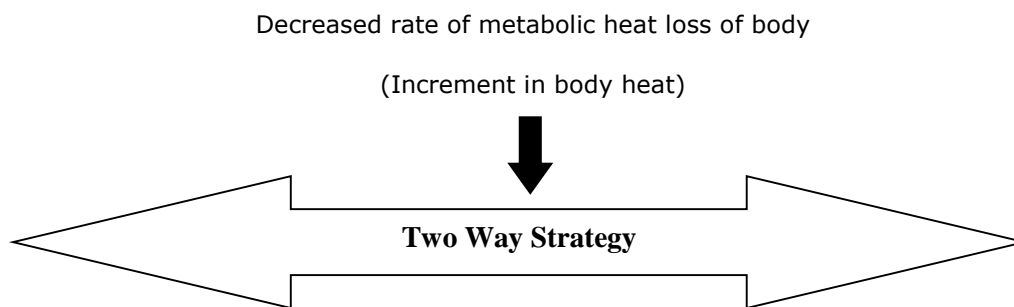 Decreased rate of metabolic heat loss of body
(Increment in body heat)
Two Way Strategy